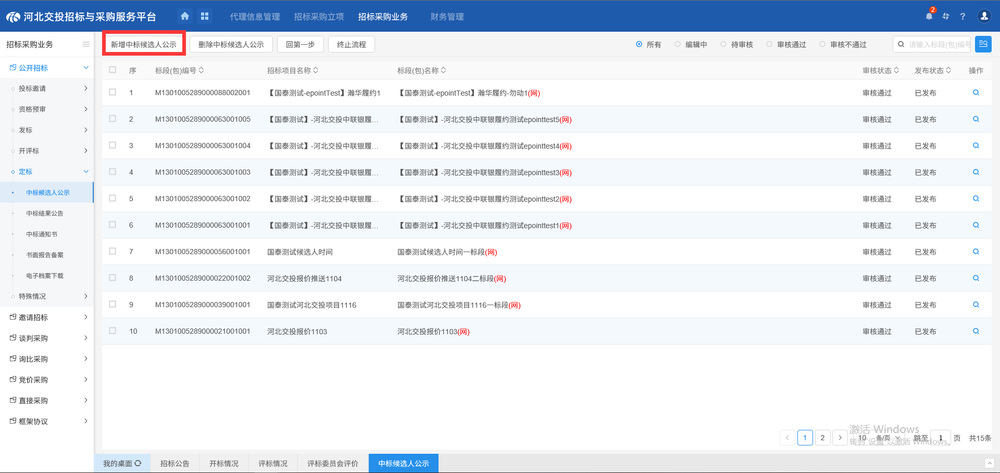 河北交投招标与采购服务平台 代理信息管理 招标采购立项 招标采购业务 财务管理 2 ?
招标采购业务
新增中标候选人公示 删除中标候选人公示 回第一步 终止流程 所有 编辑中 待审核 审核通过 审核不通过 请输入标段(包)编号
公开招标
投标邀请
资格预审
发标
开评标
定标
中标候选人公示
中标结果公告
中标通知书
书面报告备案
电子档案下载
特殊情况
邀请招标
谈判采购
询比采购
竞价采购
直接采购
框架协议
序 标段(包)编号 招标项目名称 标段(包)名称 审核状态 发布状态 操作
1 M1301005289000088002001 【国泰测试-epointTest】瀚华履约1 【国泰测试-epointTest】瀚华履约-勿动1(网) 审核通过 已发布
2 M1301005289000063001005 【国泰测试】-河北交投中联银履... 【国泰测试】-河北交投中联银履约测试epointtest5(网) 审核通过 已发布
3 M1301005289000063001004 【国泰测试】-河北交投中联银履... 【国泰测试】-河北交投中联银履约测试epointtest4(网) 审核通过 已发布
4 M1301005289000063001003 【国泰测试】-河北交投中联银履... 【国泰测试】-河北交投中联银履约测试epointtest3(网) 审核通过 已发布
5 M1301005289000063001002 【国泰测试】-河北交投中联银履... 【国泰测试】-河北交投中联银履约测试epointtest2(网) 审核通过 已发布
6 M1301005289000063001001 【国泰测试】-河北交投中联银履... 【国泰测试】-河北交投中联银履约测试epointtest1(网) 审核通过 已发布
7 M1301005289000056001001 国泰测试候选人时间 国泰测试候选人时间一标段(网) 审核通过 已发布
8 M1301005289000022001002 河北交投报价推送1104 河北交投报价推送1104二标段(网) 审核通过 已发布
9 M1301005289000039001001 国泰测试河北交投项目1116 国泰测试河北交投项目1116一标段(网) 审核通过 已发布
10 M1301005289000021001001 河北交投报价1103 河北交投报价1103(网) 审核通过 已发布
激活 Windows
1 2 10 条/页 跳至 1 页 共15条
转到"设置"以激活 Windows。
我的桌面 招标公告 开标情况 评标情况 评标委员会评价 中标候选人公示